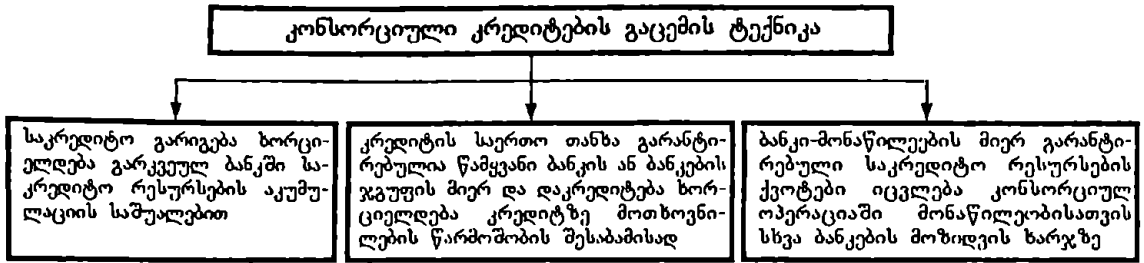 კონსორციული კრედიტების გაცემის ტექნიკა
საკრედიტო გარიგება ხორცი-
ელდება გარკვეულ ბანკში სა-
კრედიტო რესურსების აკუმუ-
ლაციის საშუალებით
კრედიტის საერთო თანხა გარანტი-
რებულია წამყვანი ბანკის ან ბანკების
ჯგუფის მიერ და დაკრედიტება ხორ-
ციელდება კრედიტზე მოთხოვნი-
ლების წარმოშობის შესაბამისად
ბანკი-მონაწილეების მიერ გარანტი-
რებული საკრედიტო რესურსების
ქვოტები იცვლება კონსორციულ
ოპერაციაში მონაწილეობისათვის
სხვა ბანკების მოზიდვის ხარჯზე